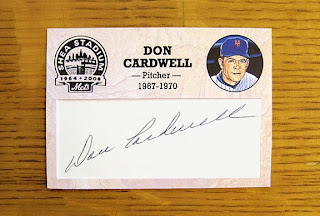 SHEA STADIUM
1964 • 2008
Mets
DON
CARDWELL
— Pitcher —
1967-1970
Don Cardwell